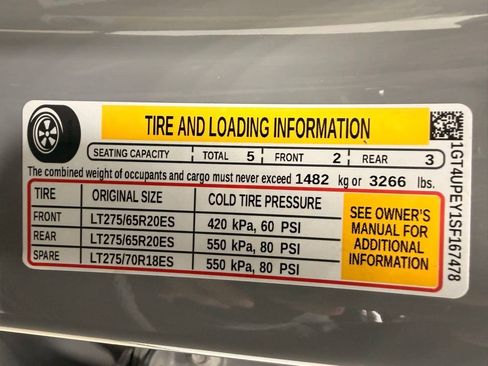 TIRE AND LOADING INFORMATION
SEATING CAPACITY TOTAL 5 FRONT 2 REAR 3
The combined weight of occupants and cargo must never exceed 1482 kg or 3266 lbs.
TIRE ORIGINAL SIZE COLD TIRE PRESSURE
FRONT LT275/65R20ES 420 kPa, 60 PSI
REAR LT275/65R20ES 550 kPa, 80 PSI
SPARE LT275/70R18ES 550 kPa, 80 PSI
SEE OWNER'S
MANUAL FOR
ADDITIONAL
INFORMATION
1GT4UPEY1SF167478